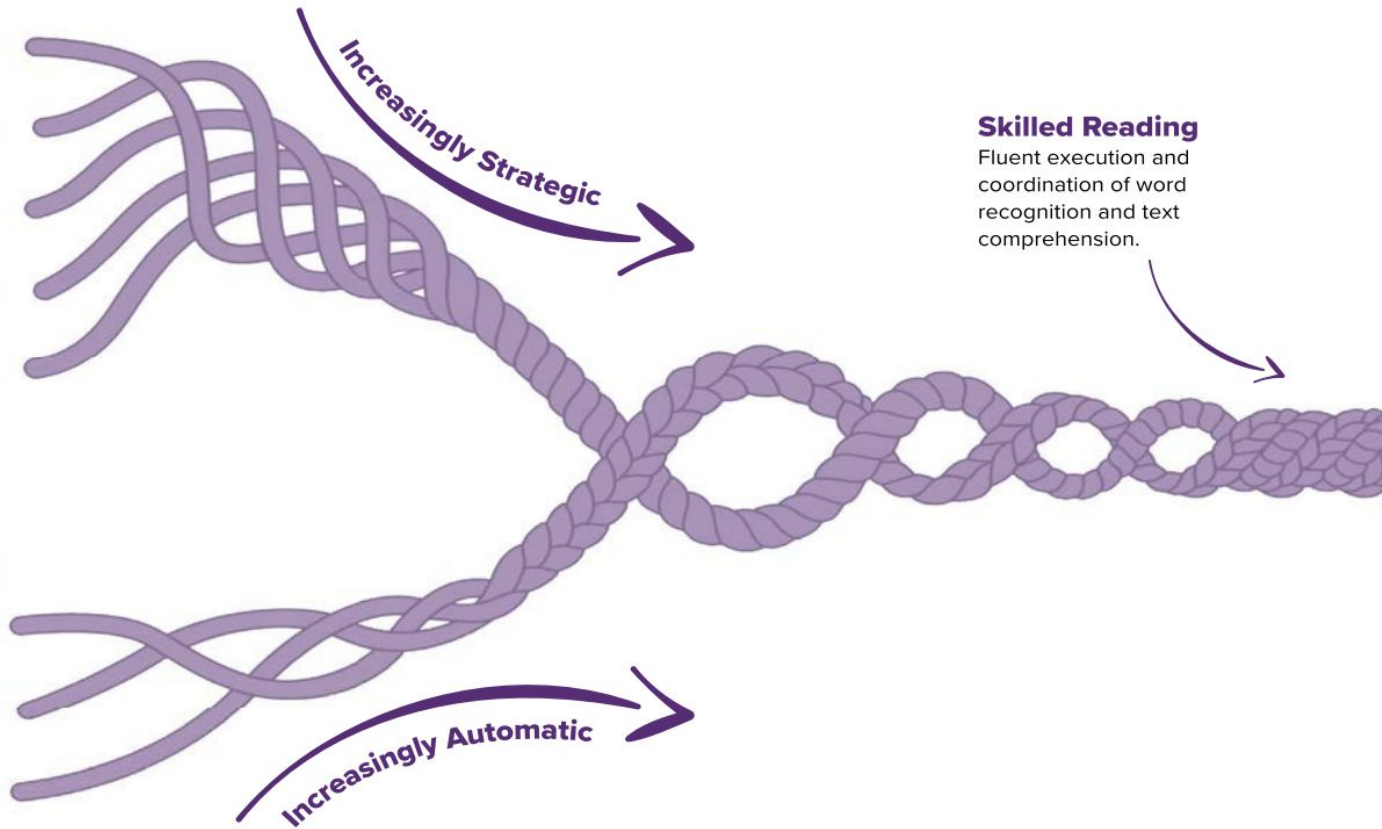 Increasingly Strategic
Skilled Reading
Fluent execution and
coordination of word
recognition and text
comprehension.
Increasingly Automatic